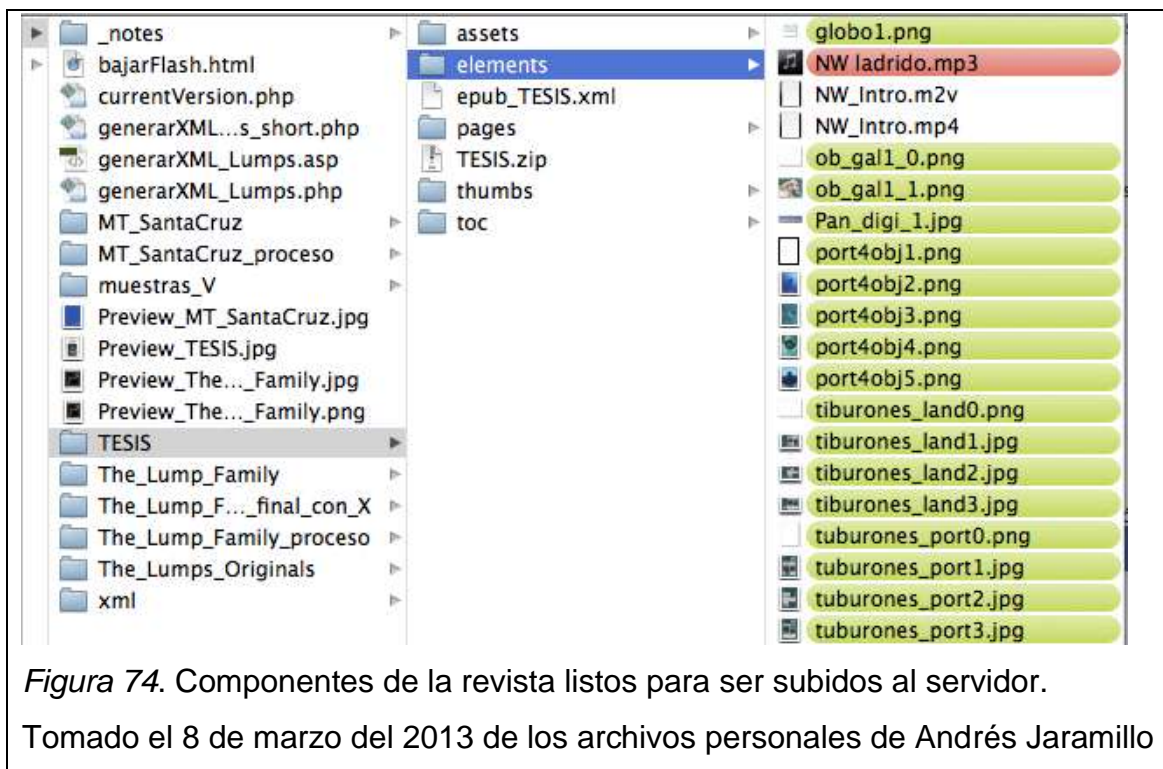 _notes
bajarFlash.html
currentVersion.php
generarXML...s_short.php
generarXML_Lumps.asp
generarXML_Lumps.php
MT_SantaCruz
MT_SantaCruz_proceso
muestras_V
Preview_MT_SantaCruz.jpg
Preview_TESIS.jpg
Preview_The..._Family.jpg
Preview_The..._Family.png
TESIS
The_Lump_Family
The_Lump_F..._final_con_X
The_Lump_Family_proceso
The_Lumps_Originals
xml
assets
elements
epub_TESIS.xml
pages
TESIS.zip
thumbs
toc
globo1.png
NW ladrido.mp3
NW_Intro.m2v
NW_Intro.mp4
ob_gal1_0.png
ob_gal1_1.png
Pan_digi_1.jpg
port4obj1.png
port4obj2.png
port4obj3.png
port4obj4.png
port4obj5.png
tiburones_land0.png
tiburones_land1.jpg
tiburones_land2.jpg
tiburones_land3.jpg
tuburones_port0.png
tuburones_port1.jpg
tuburones_port2.jpg
tuburones_port3.jpg
Figura 74. Componentes de la revista listos para ser subidos al servidor.
Tomado el 8 de marzo del 2013 de los archivos personales de Andrés Jaramillo